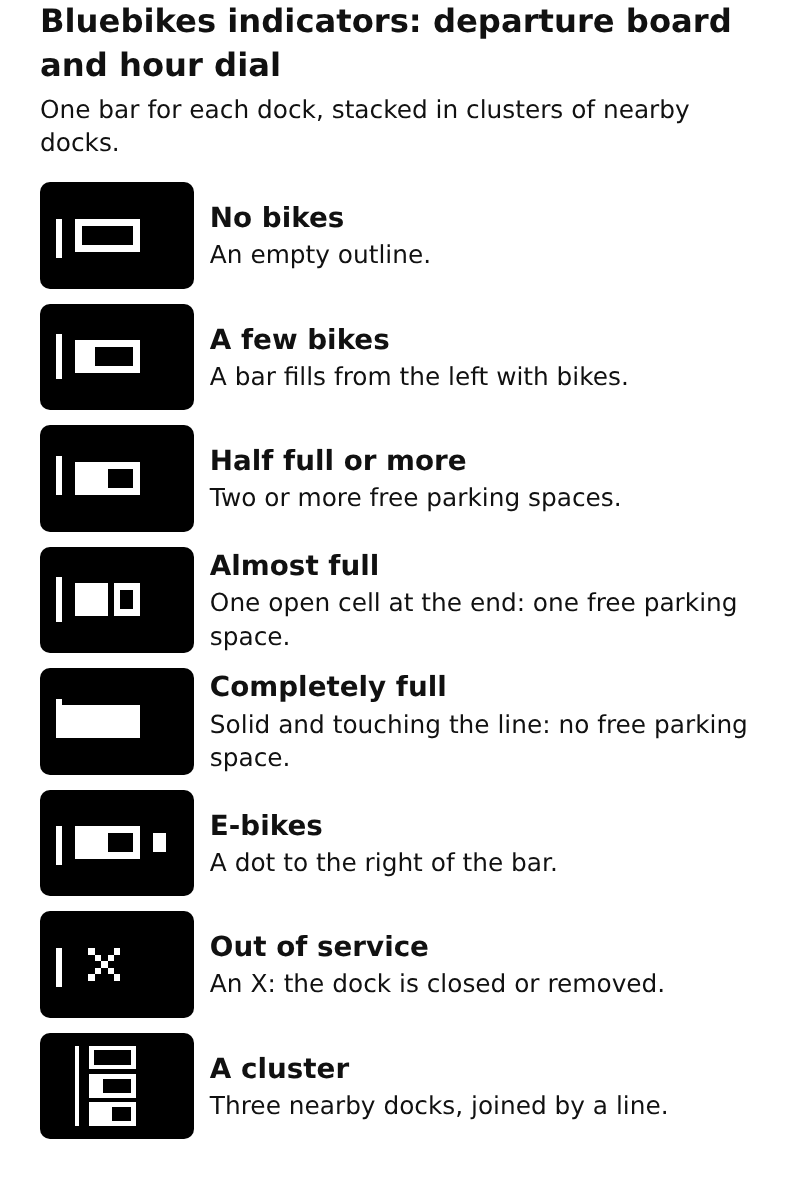 Bluebikes indicators: departure board
and hour dial
One bar for each dock, stacked in clusters of nearby
docks.
No bikes
An empty outline.
A few bikes
A bar fills from the left with bikes.
Half full or more
Two or more free parking spaces.
Almost full
One open cell at the end: one free parking
space.
Completely full
Solid and touching the line: no free parking
space.
E-bikes
A dot to the right of the bar.
Out of service
An X: the dock is closed or removed.
A cluster
Three nearby docks, joined by a line.